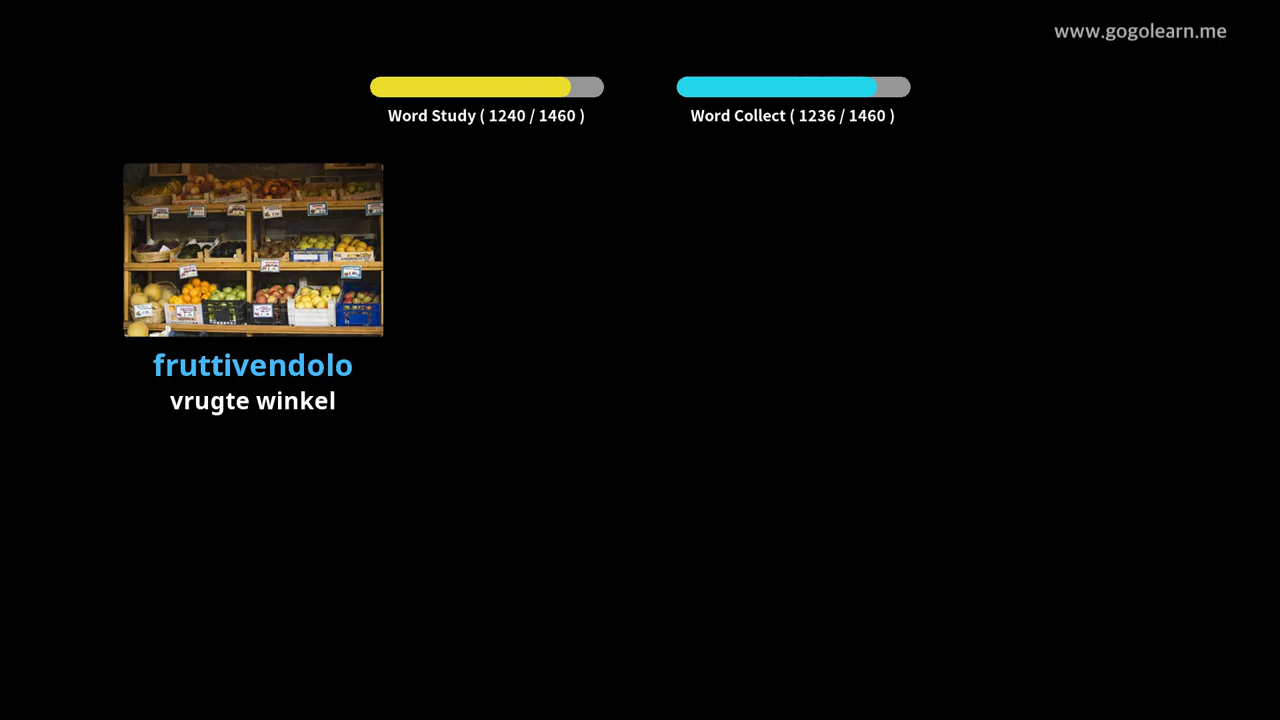 www.gogolearn.me
Word Study ( 1240 / 1460 )
Word Collect ( 1236 / 1460 )
fruttivendolo
vrugte winkel